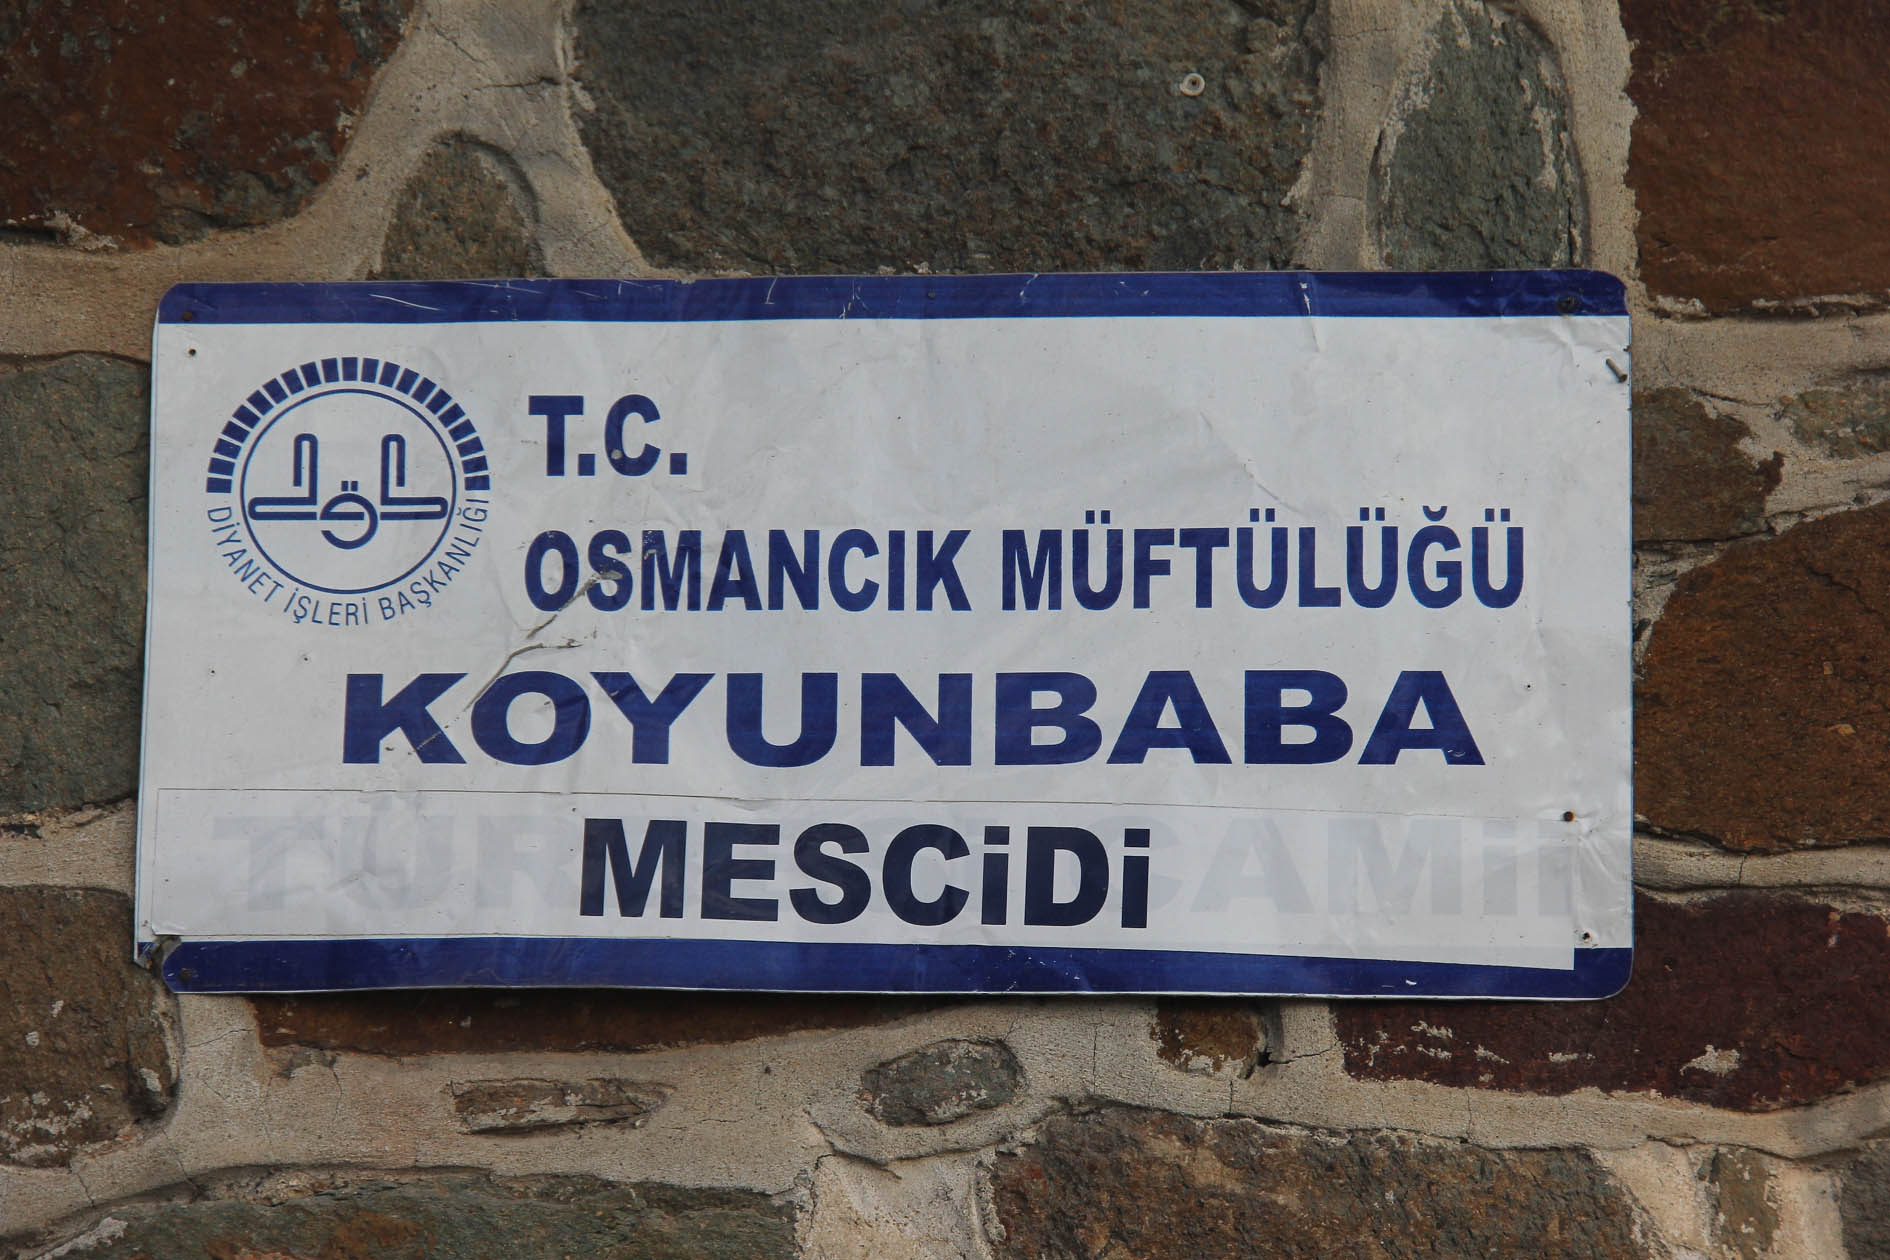 DİYANET İŞLERİ BAŞKANLIĞI
T.C.
OSMANCIK MÜFTÜLÜĞÜ
KOYUNBABA
MESCiDi